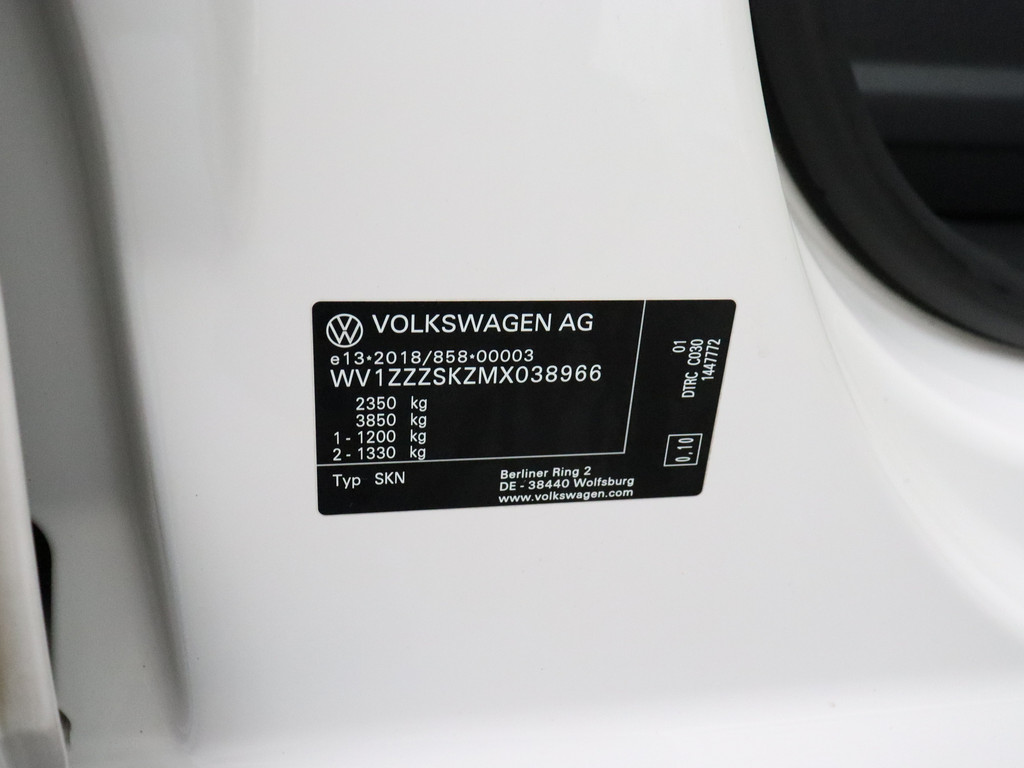 VOLKSWAGEN AG
e13*2018/858*00003
WV1ZZZSKZMX038966
2350 kg
3850 kg
1 - 1200 kg
2 - 1330 kg
Typ SKN
Berliner Ring 2
DE - 38440 Wolfsburg
www.volkswagen.com
01
DTRC C030
1447772
0,10